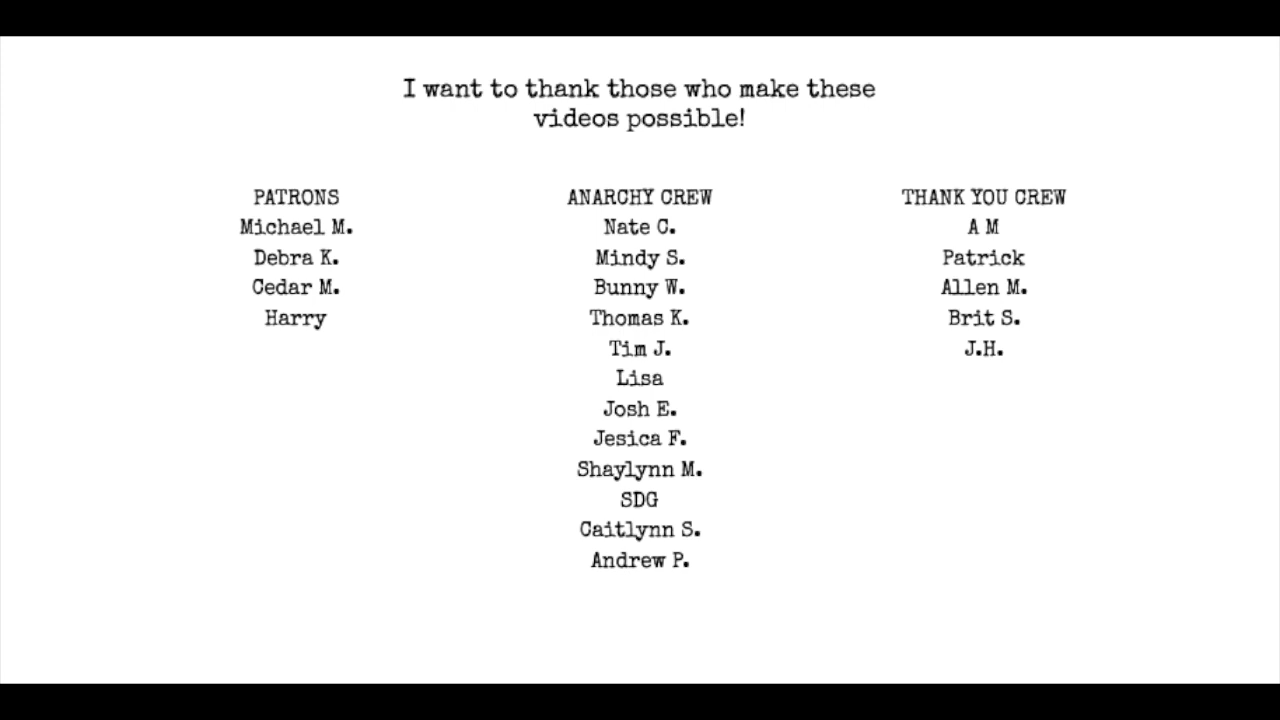 I want to thank those who make these
videos possible!
PATRONS
Michael M.
Debra K.
Cedar M.
Harry
ANARCHY CREW
Nate C.
Mindy S.
Bunny W.
Thomas K.
Tim J.
Lisa
Josh E.
Jesica F.
Shaylynn M.
SDG
Caitlynn S.
Andrew P.
THANK YOU CREW
A M
Patrick
Allen M.
Brit S.
J.H.